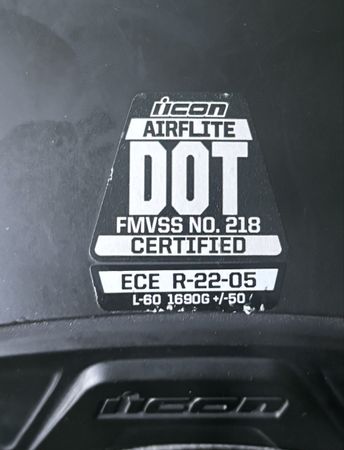 icon
AIRFLITE
DOT
FMVSS NO. 218
CERTIFIED
ECE R-22-05
L-60 1690G +/-50
icon